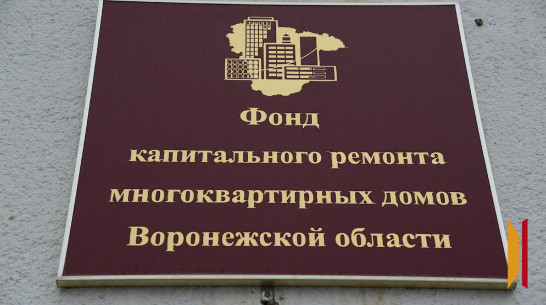 Фонд
капитального ремонта
многоквартирных домов
Воронежской области